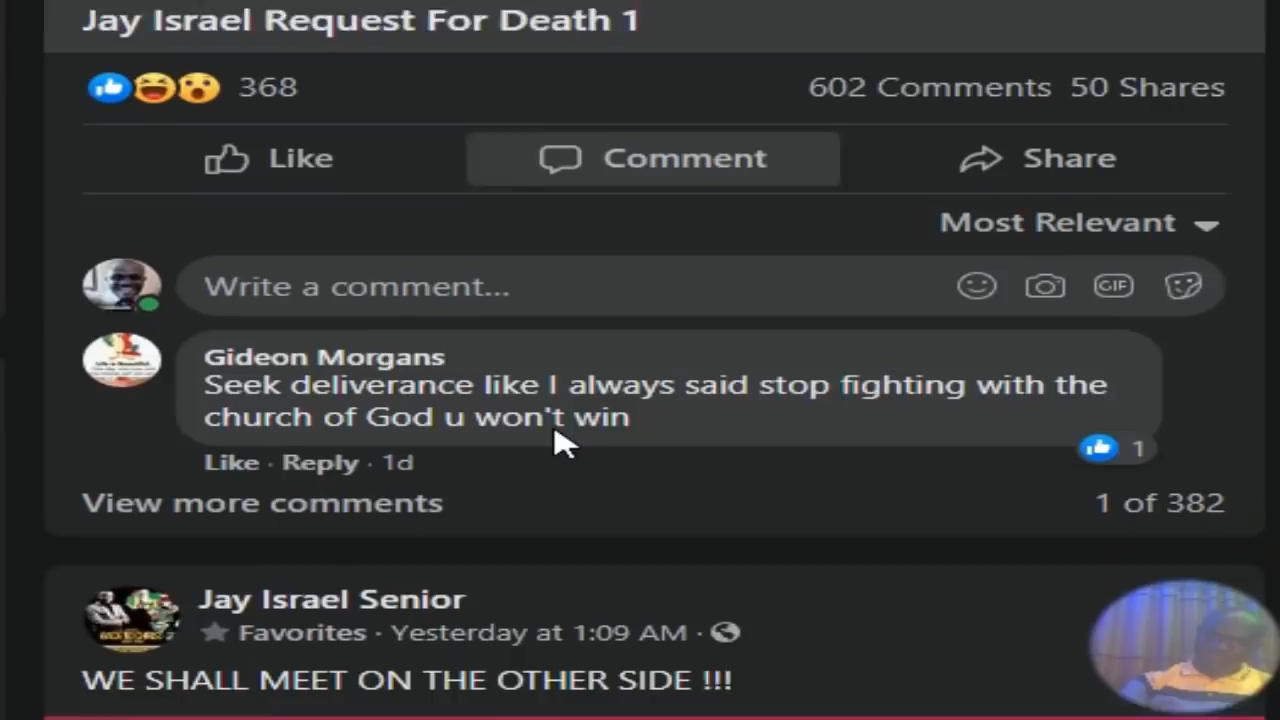 Jay Israel Request For Death 1
368 602 Comments 50 Shares
Like Comment Share
Most Relevant
Write a comment... GIF
Gideon Morgans
Seek deliverance like I always said stop fighting with the
church of God u won't win
1
Like · Reply · 1d
View more comments 1 of 382
Jay Israel Senior
Favorites · Yesterday at 1:09 AM ·
WE SHALL MEET ON THE OTHER SIDE !!!